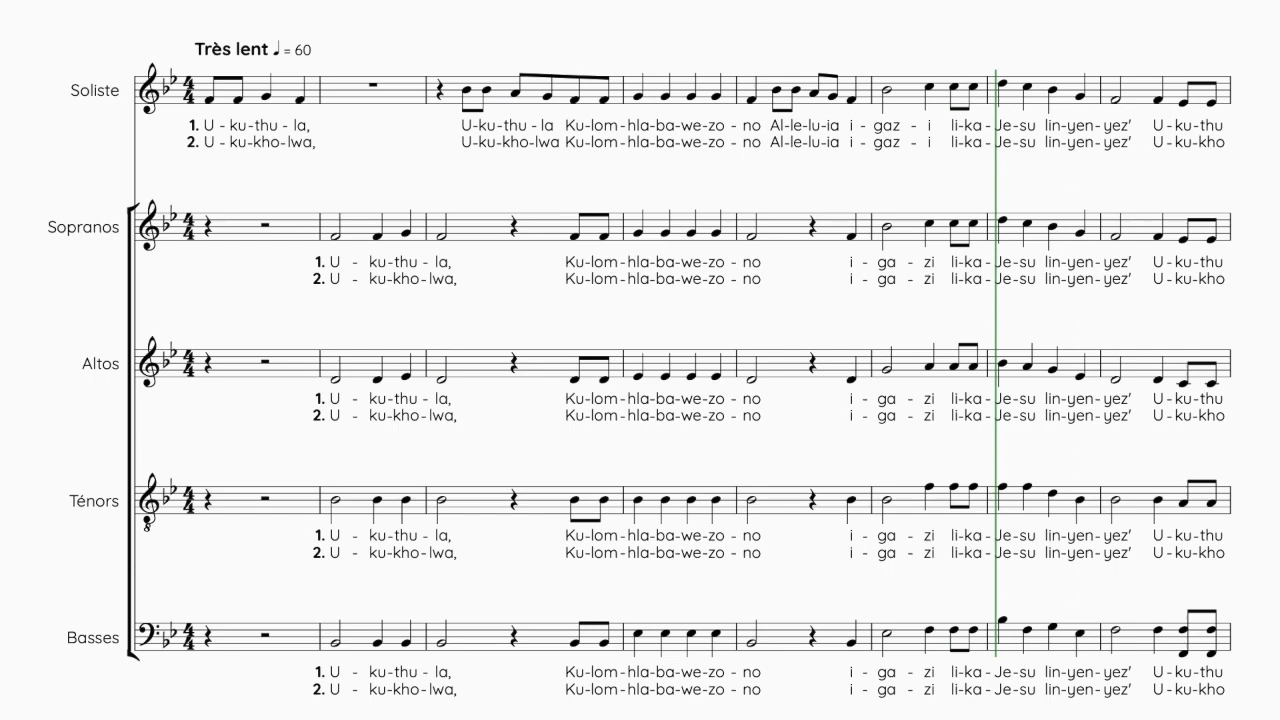 Très lent ♩ = 60
Soliste
1. U - ku-thu - la, U-ku-thu - la Ku-lom-hla-ba-we-zo - no Al-le-lu-ia i - gaz - i li-ka-Je-su lin-yen-yez' U-ku-thu
2. U - ku-kho-lwa, U-ku-kho-lwa Ku-lom-hla-ba-we-zo - no Al-le-lu-ia i - gaz - i li-ka-Je-su lin-yen-yez' U-ku-kho
Sopranos
1. U - ku-thu - la, Ku-lom-hla-ba-we-zo - no i - ga - zi li-ka-Je-su lin-yen-yez' U-ku-thu
2. U - ku-kho-lwa, Ku-lom-hla-ba-we-zo - no i - ga - zi li-ka-Je-su lin-yen-yez' U-ku-kho
Altos
1. U - ku-thu - la, Ku-lom-hla-ba-we-zo - no i - ga - zi li-ka-Je-su lin-yen-yez' U-ku-thu
2. U - ku-kho-lwa, Ku-lom-hla-ba-we-zo - no i - ga - zi li-ka-Je-su lin-yen-yez' U-ku-kho
Ténors
1. U - ku-thu - la, Ku-lom-hla-ba-we-zo - no i - ga - zi li-ka-Je-su lin-yen-yez' U-ku-thu
2. U - ku-kho-lwa, Ku-lom-hla-ba-we-zo - no i - ga - zi li-ka-Je-su lin-yen-yez' U-ku-kho
Basses
1. U - ku-thu - la, Ku-lom-hla-ba-we-zo - no i - ga - zi li-ka-Je-su lin-yen-yez' U-ku-thu
2. U - ku-kho-lwa, Ku-lom-hla-ba-we-zo - no i - ga - zi li-ka-Je-su lin-yen-yez' U-ku-kho